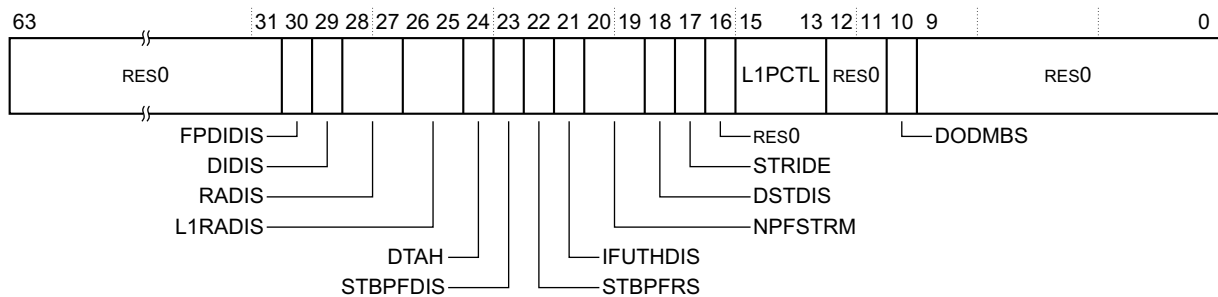 63 31 30 29 28 27 26 25 24 23 22 21 20 19 18 17 16 15 13 12 11 10 9 0
RES0 L1PCTL RES0 RES0
FPDIDIS RES0 DODMBS
DIDIS STRIDE
RADIS DSTDIS
L1RADIS NPFSTRM
DTAH IFUTHDIS
STBPFDIS STBPFRS